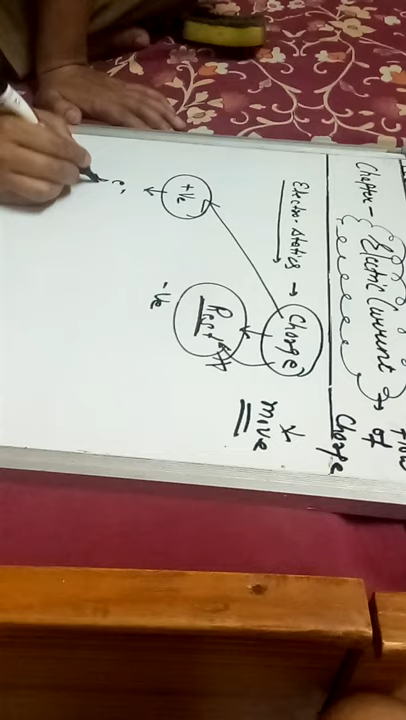 Chapter - Electric Current → Flow of Charge
Electro-statics → Charge
Rest
move
+Ve
-Ve
e⁻